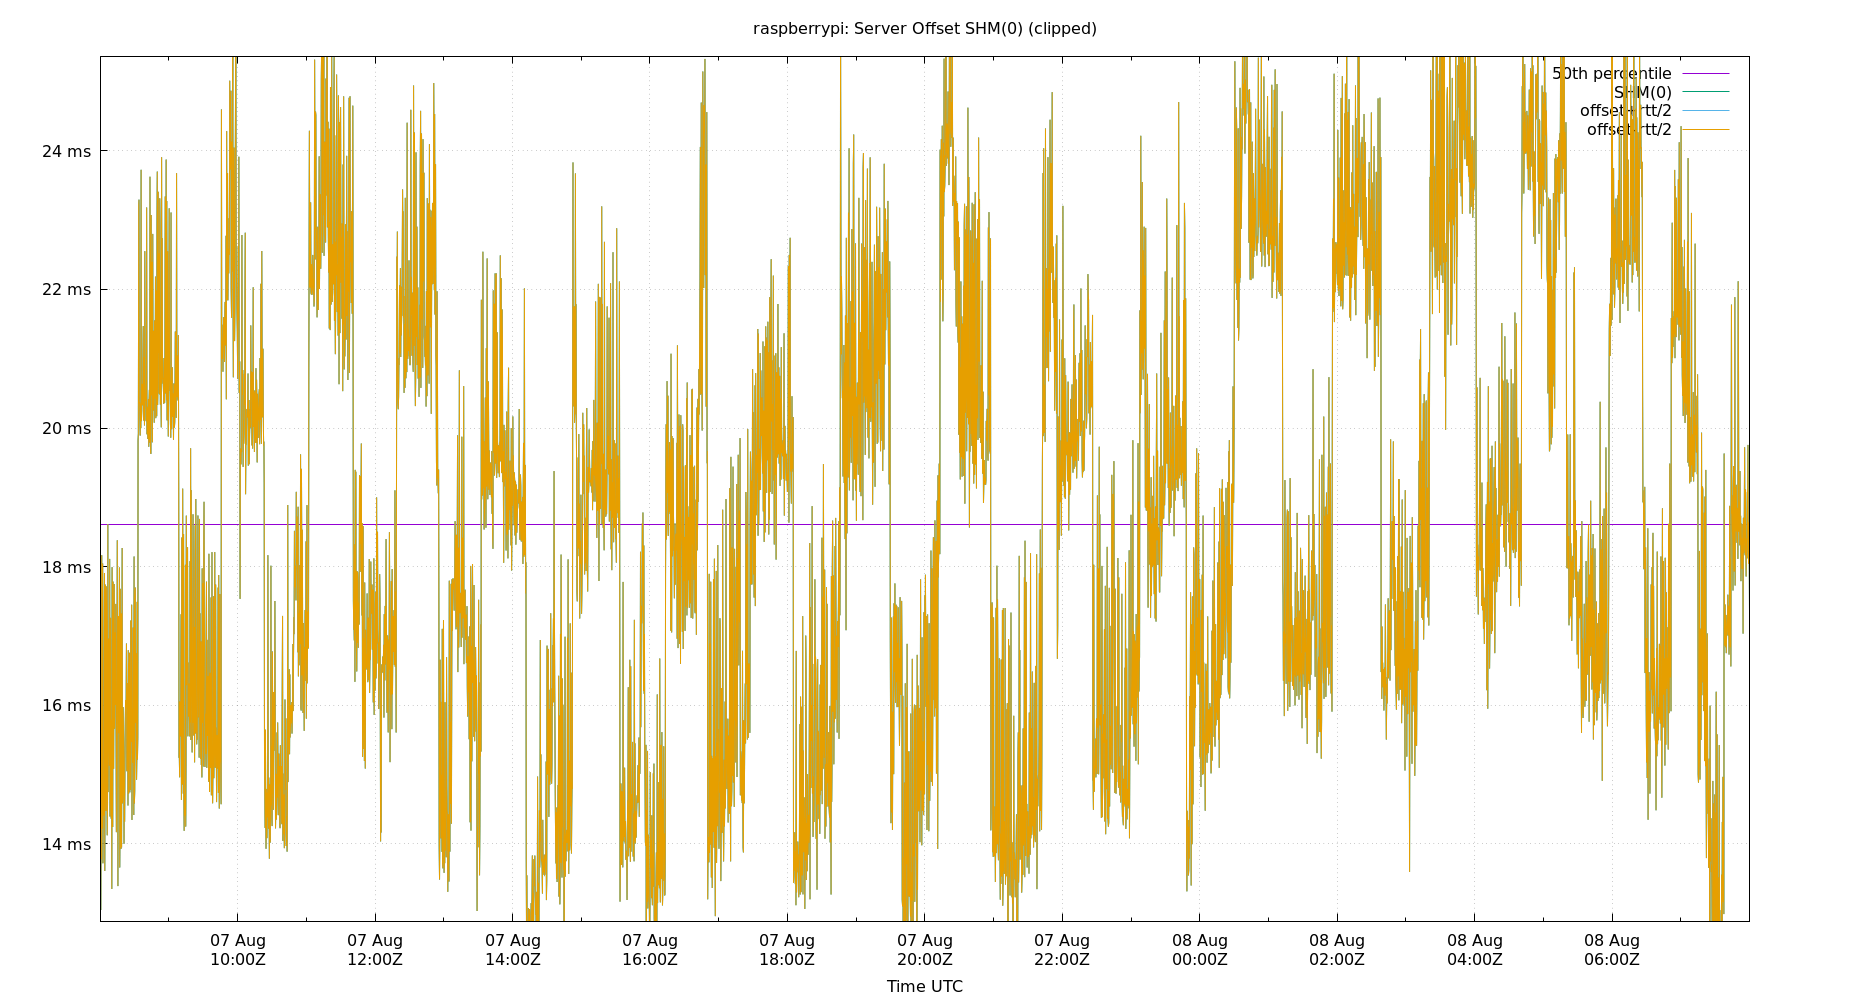 raspberrypi: Server Offset SHM(0) (clipped)
50th percentile
SHM(0)
offset+rtt/2
offset-rtt/2
24 ms
22 ms
20 ms
18 ms
16 ms
14 ms
07 Aug 07 Aug 07 Aug 07 Aug 07 Aug 07 Aug 07 Aug 08 Aug 08 Aug 08 Aug 08 Aug
10:00Z 12:00Z 14:00Z 16:00Z 18:00Z 20:00Z 22:00Z 00:00Z 02:00Z 04:00Z 06:00Z
Time UTC